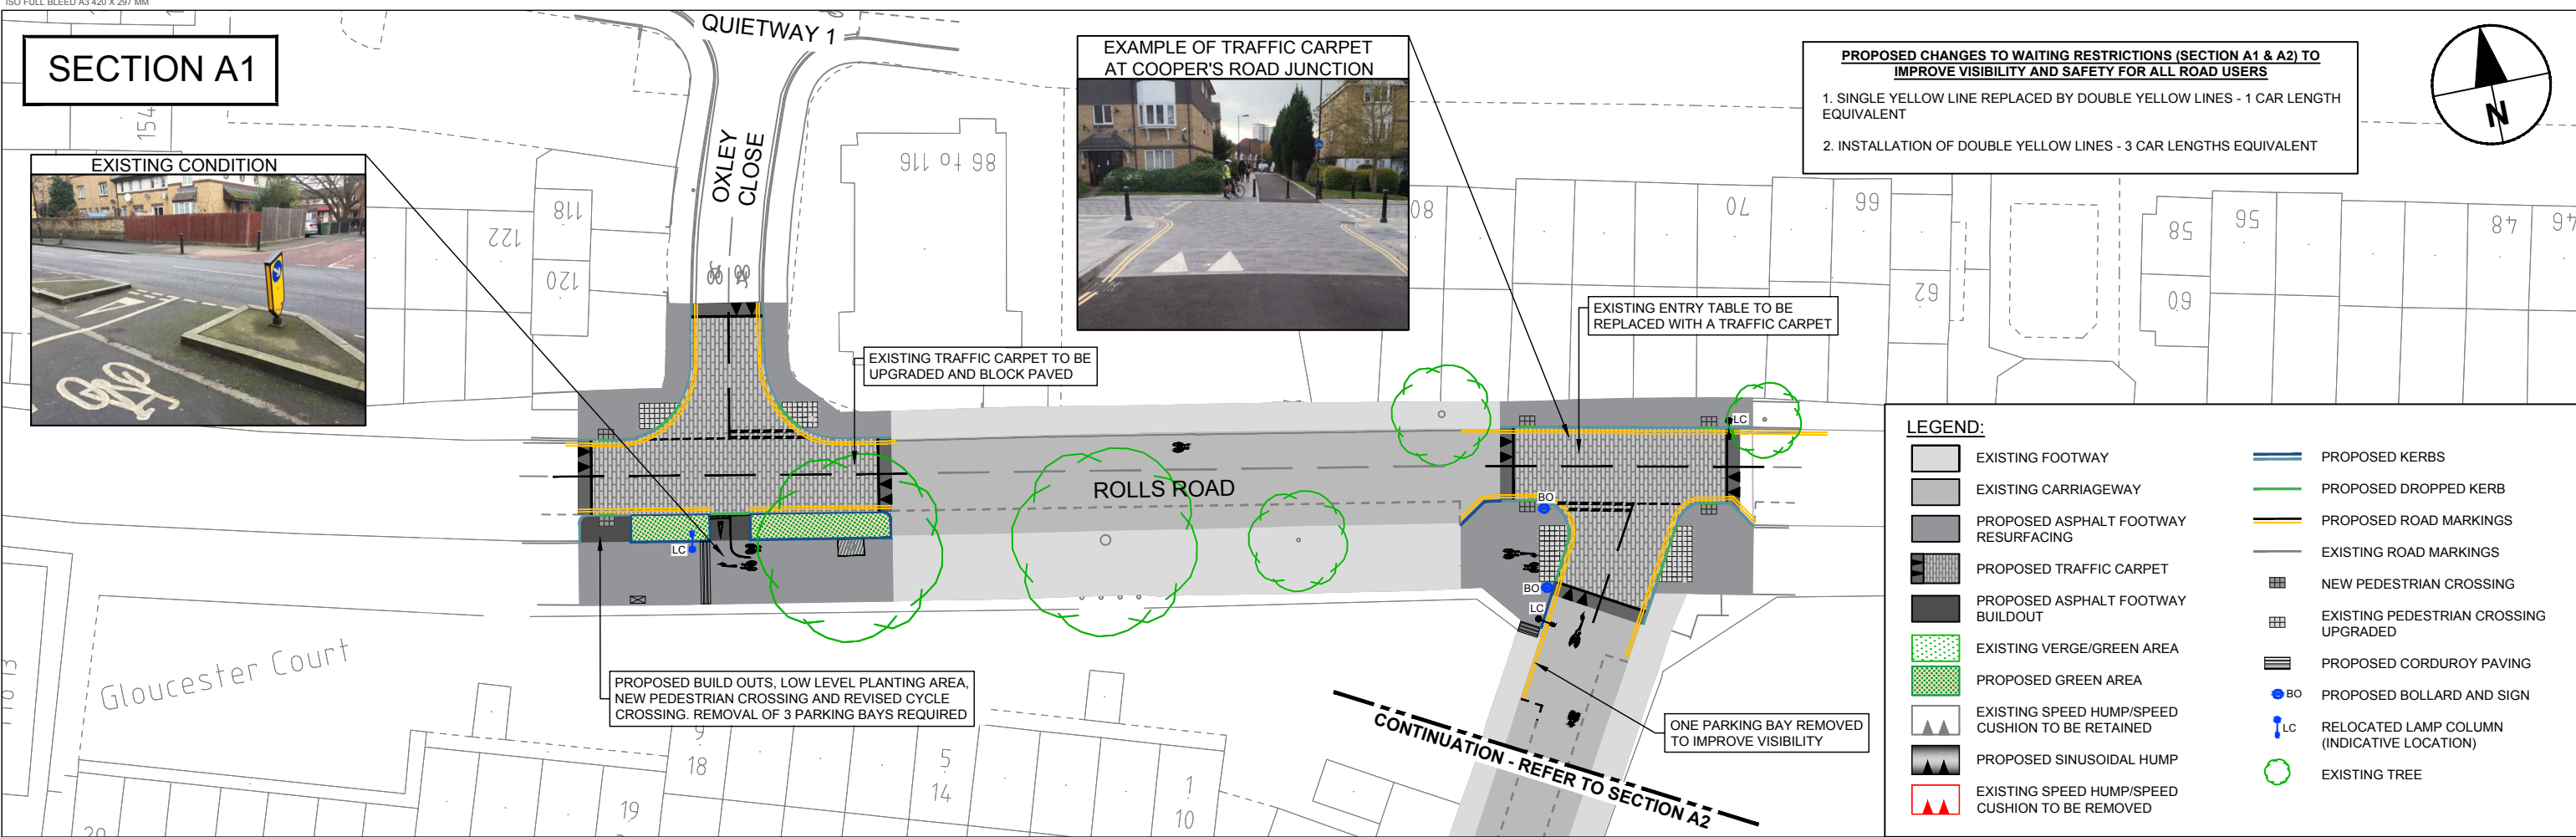 ISO FULL BLEED A3 420 X 297 MM
SECTION A1
QUIETWAY 1
OXLEY
CLOSE
EXISTING CONDITION
EXAMPLE OF TRAFFIC CARPET
AT COOPER'S ROAD JUNCTION
PROPOSED CHANGES TO WAITING RESTRICTIONS (SECTION A1 & A2) TO
IMPROVE VISIBILITY AND SAFETY FOR ALL ROAD USERS
1. SINGLE YELLOW LINE REPLACED BY DOUBLE YELLOW LINES - 1 CAR LENGTH
EQUIVALENT
2. INSTALLATION OF DOUBLE YELLOW LINES - 3 CAR LENGTHS EQUIVALENT
N
154
118
122
120
86 to 116
80
70
66
62
58
60
56
48
46
EXISTING TRAFFIC CARPET TO BE
UPGRADED AND BLOCK PAVED
EXISTING ENTRY TABLE TO BE
REPLACED WITH A TRAFFIC CARPET
ROLLS ROAD
LC
LC
BO
BO
LC
PROPOSED BUILD OUTS, LOW LEVEL PLANTING AREA,
NEW PEDESTRIAN CROSSING AND REVISED CYCLE
CROSSING. REMOVAL OF 3 PARKING BAYS REQUIRED
ONE PARKING BAY REMOVED
TO IMPROVE VISIBILITY
CONTINUATION - REFER TO SECTION A2
Gloucester Court
9
18
19
20
5
14
1
10
LEGEND:
EXISTING FOOTWAY
EXISTING CARRIAGEWAY
PROPOSED ASPHALT FOOTWAY
RESURFACING
PROPOSED TRAFFIC CARPET
PROPOSED ASPHALT FOOTWAY
BUILDOUT
EXISTING VERGE/GREEN AREA
PROPOSED GREEN AREA
EXISTING SPEED HUMP/SPEED
CUSHION TO BE RETAINED
PROPOSED SINUSOIDAL HUMP
EXISTING SPEED HUMP/SPEED
CUSHION TO BE REMOVED
PROPOSED KERBS
PROPOSED DROPPED KERB
PROPOSED ROAD MARKINGS
EXISTING ROAD MARKINGS
NEW PEDESTRIAN CROSSING
EXISTING PEDESTRIAN CROSSING
UPGRADED
PROPOSED CORDUROY PAVING
BO PROPOSED BOLLARD AND SIGN
LC RELOCATED LAMP COLUMN
(INDICATIVE LOCATION)
EXISTING TREE